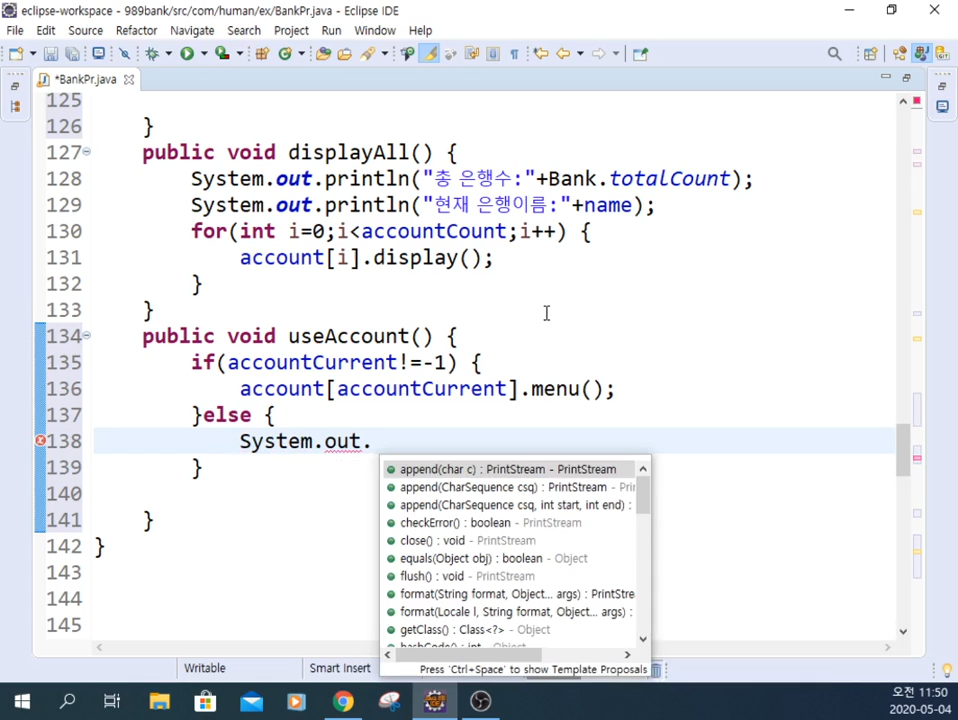 eclipse-workspace - 989bank/src/com/human/ex/BankPr.java - Eclipse IDE
File Edit Source Refactor Navigate Search Project Run Window Help
*BankPr.java
125
126 }
127 public void displayAll() {
128 System.out.println("총 은행수:"+Bank.totalCount);
129 System.out.println("현재 은행이름:"+name);
130 for(int i=0;i<accountCount;i++) {
131 account[i].display();
132 }
133 }
134 public void useAccount() {
135 if(accountCurrent!=-1) {
136 account[accountCurrent].menu();
137 }else {
138 System.out.
139 }
140
141 }
142 }
143
144
145
append(char c) : PrintStream - PrintStream
append(CharSequence csq) : PrintStream - Pri
append(CharSequence csq, int start, int end) :
checkError() : boolean - PrintStream
close() : void - PrintStream
equals(Object obj) : boolean - Object
flush() : void - PrintStream
format(String format, Object... args) : PrintStre
format(Locale l, String format, Object... args) :
getClass() : Class<?> - Object
hashCode() : int - Object
Press 'Ctrl+Space' to show Template Proposals
Writable Smart Insert
오전 11:50
2020-05-04